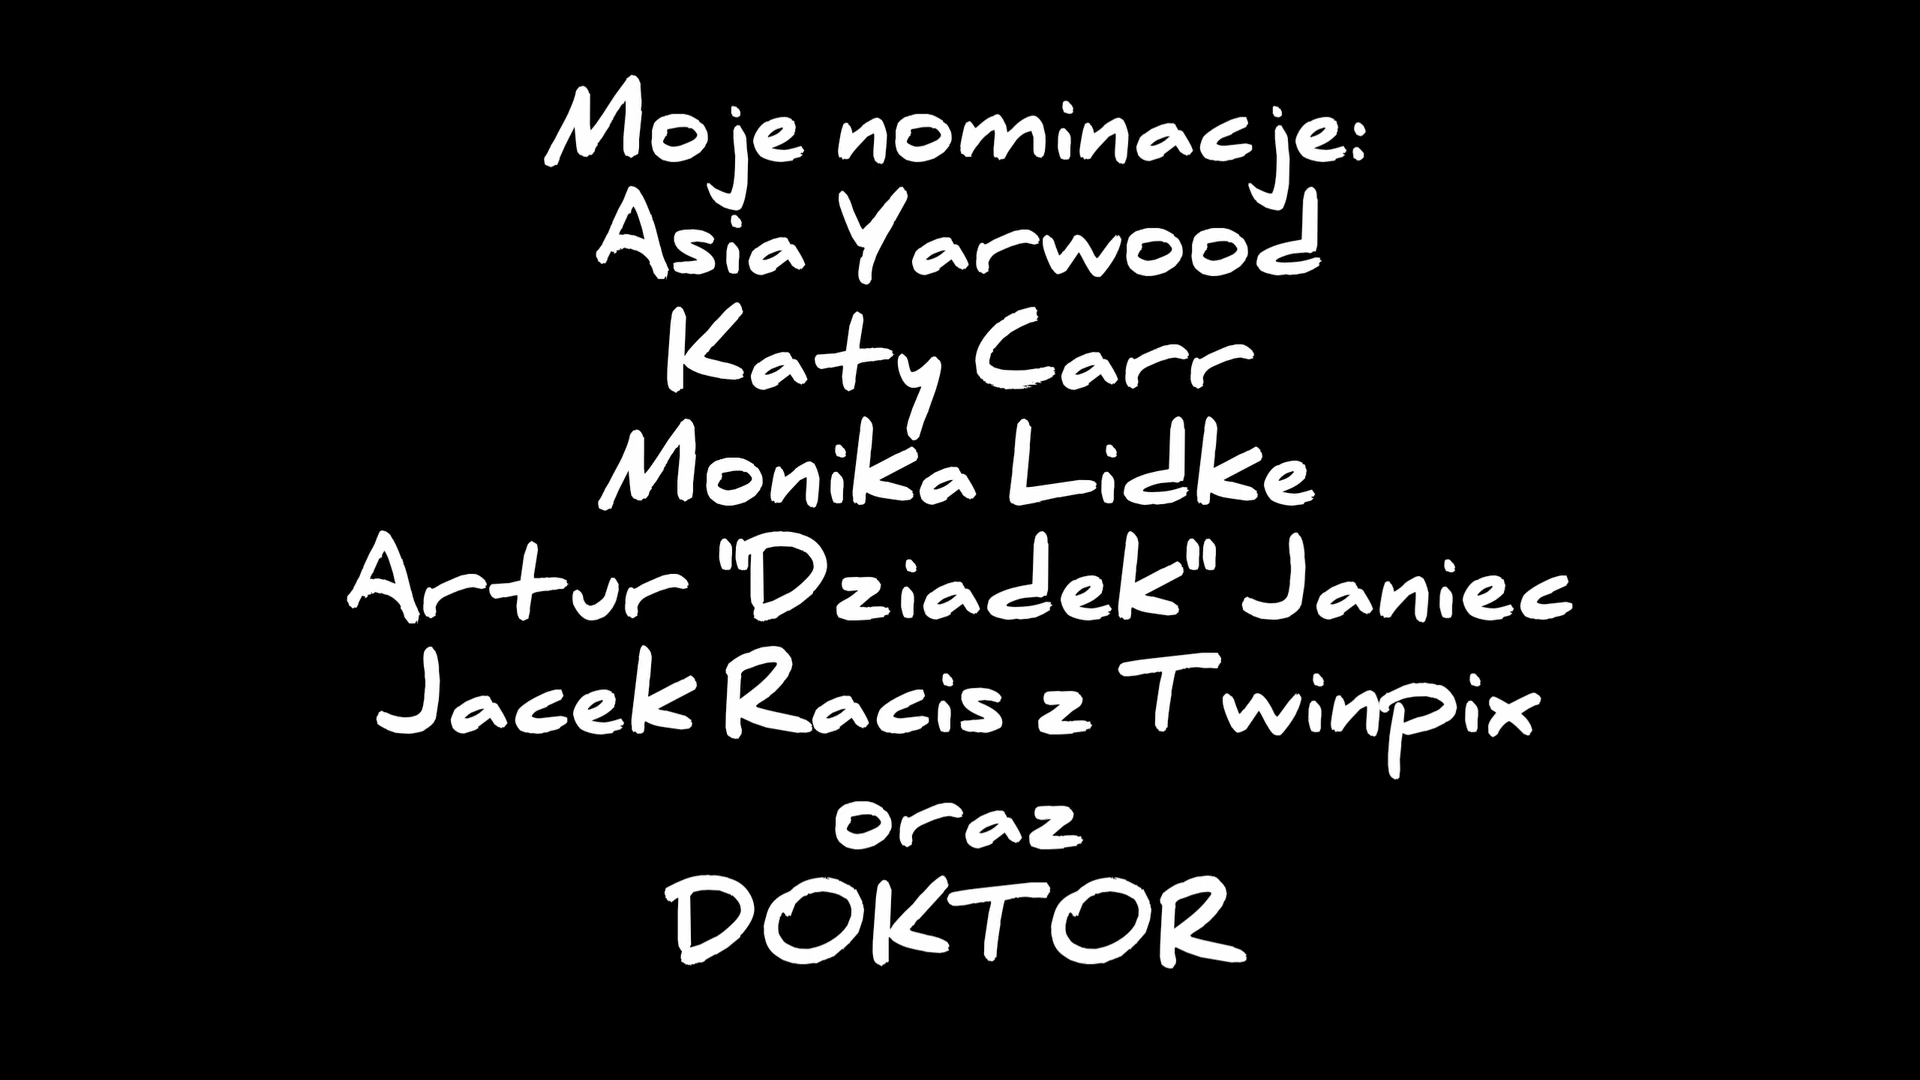 Moje nominacje:
Asia Yarwood
Katy Carr
Monika Lidke
Artur "Dziadek" Janiec
Jacek Racis z Twinpix
oraz
DOKTOR